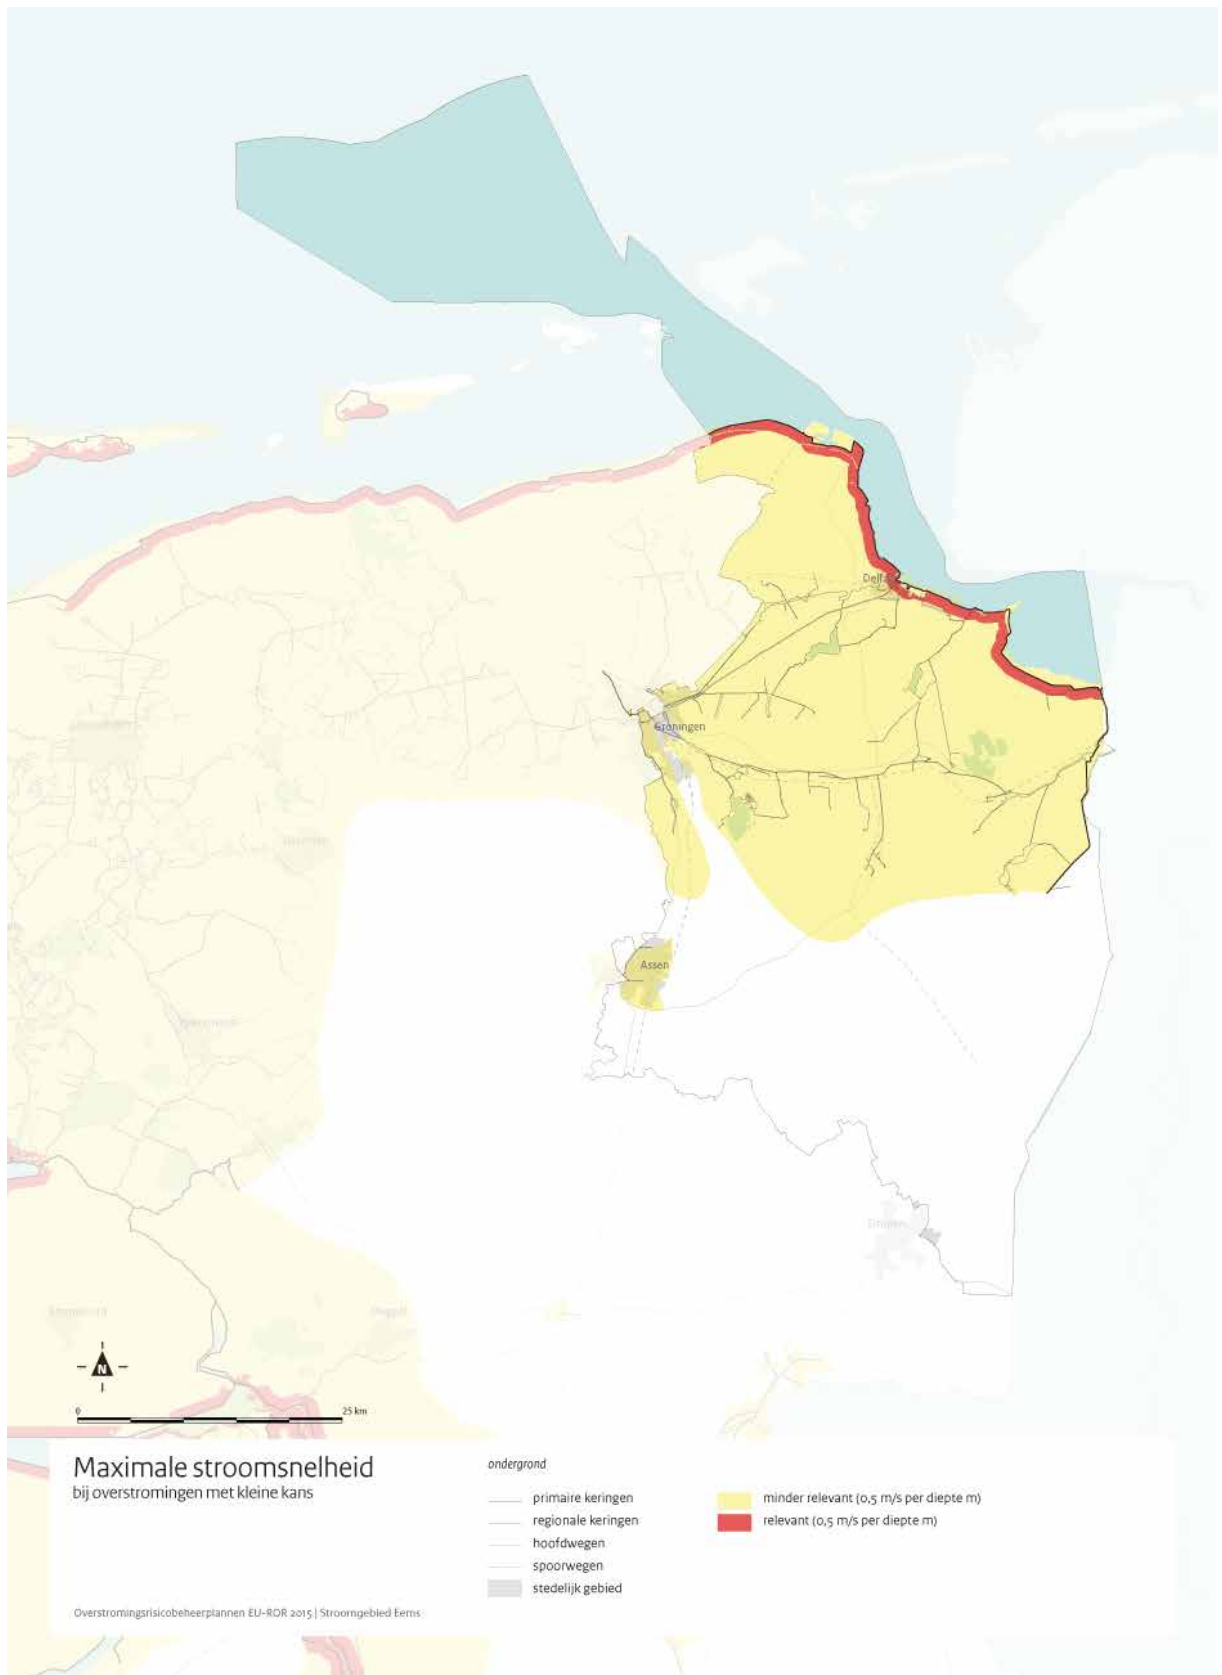 Delfzijl
Groningen
Assen
Emmen
Meppel
N
0
25 km
Maximale stroomsnelheid
bij overstromingen met kleine kans
ondergrond
primaire keringen
regionale keringen
hoofdwegen
spoorwegen
stedelijk gebied
minder relevant (0,5 m/s per diepte m)
relevant (0,5 m/s per diepte m)
Overstromingsrisicobeheerplannen EU-ROR 2015 | Stroomgebied Eems